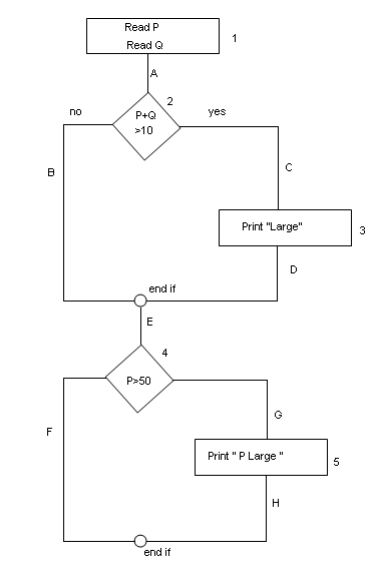 Read P
Read Q
1
A
2
no
P+Q
>10
yes
B
C
Print "Large"
3
D
end if
E
4
P>50
F
G
Print " P Large "
5
H
end if